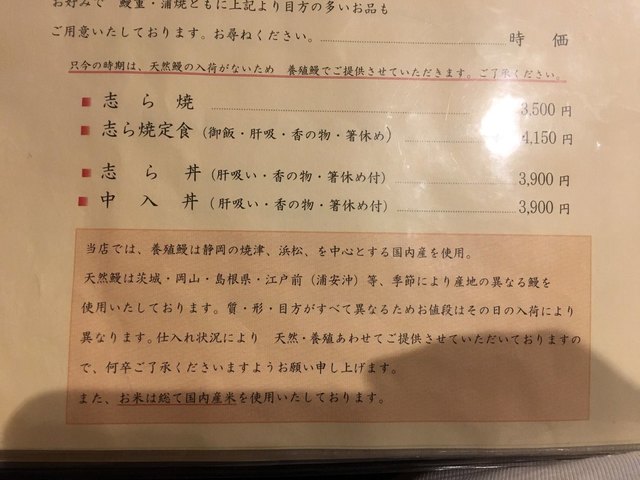 お好みで　鰻重・蒲焼ともに上記より目方の多いお品も
ご用意いたしております。お尋ねください。 時　価
只今の時期は、天然鰻の入荷がないため　養殖鰻でご提供させていただきます。ご了承ください。
志ら焼 3,500円
志ら焼定食（御飯・肝吸・香の物・箸休め） 4,150円
志ら丼（肝吸い・香の物・箸休め付） 3,900円
中入丼（肝吸い・香の物・箸休め付） 3,900円
当店では、養殖鰻は静岡の焼津、浜松、を中心とする国内産を使用。
天然鰻は茨城・岡山・島根県・江戸前（浦安沖）等、季節により産地の異なる鰻を
使用いたしております。質・形・目方がすべて異なるためお値段はその日の入荷により
異なります。仕入れ状況により　天然・養殖あわせてご提供させていただいておりますの
で、何卒ご了承くださいますようお願い申し上げます。
また、お米は総て国内産米を使用いたしております。